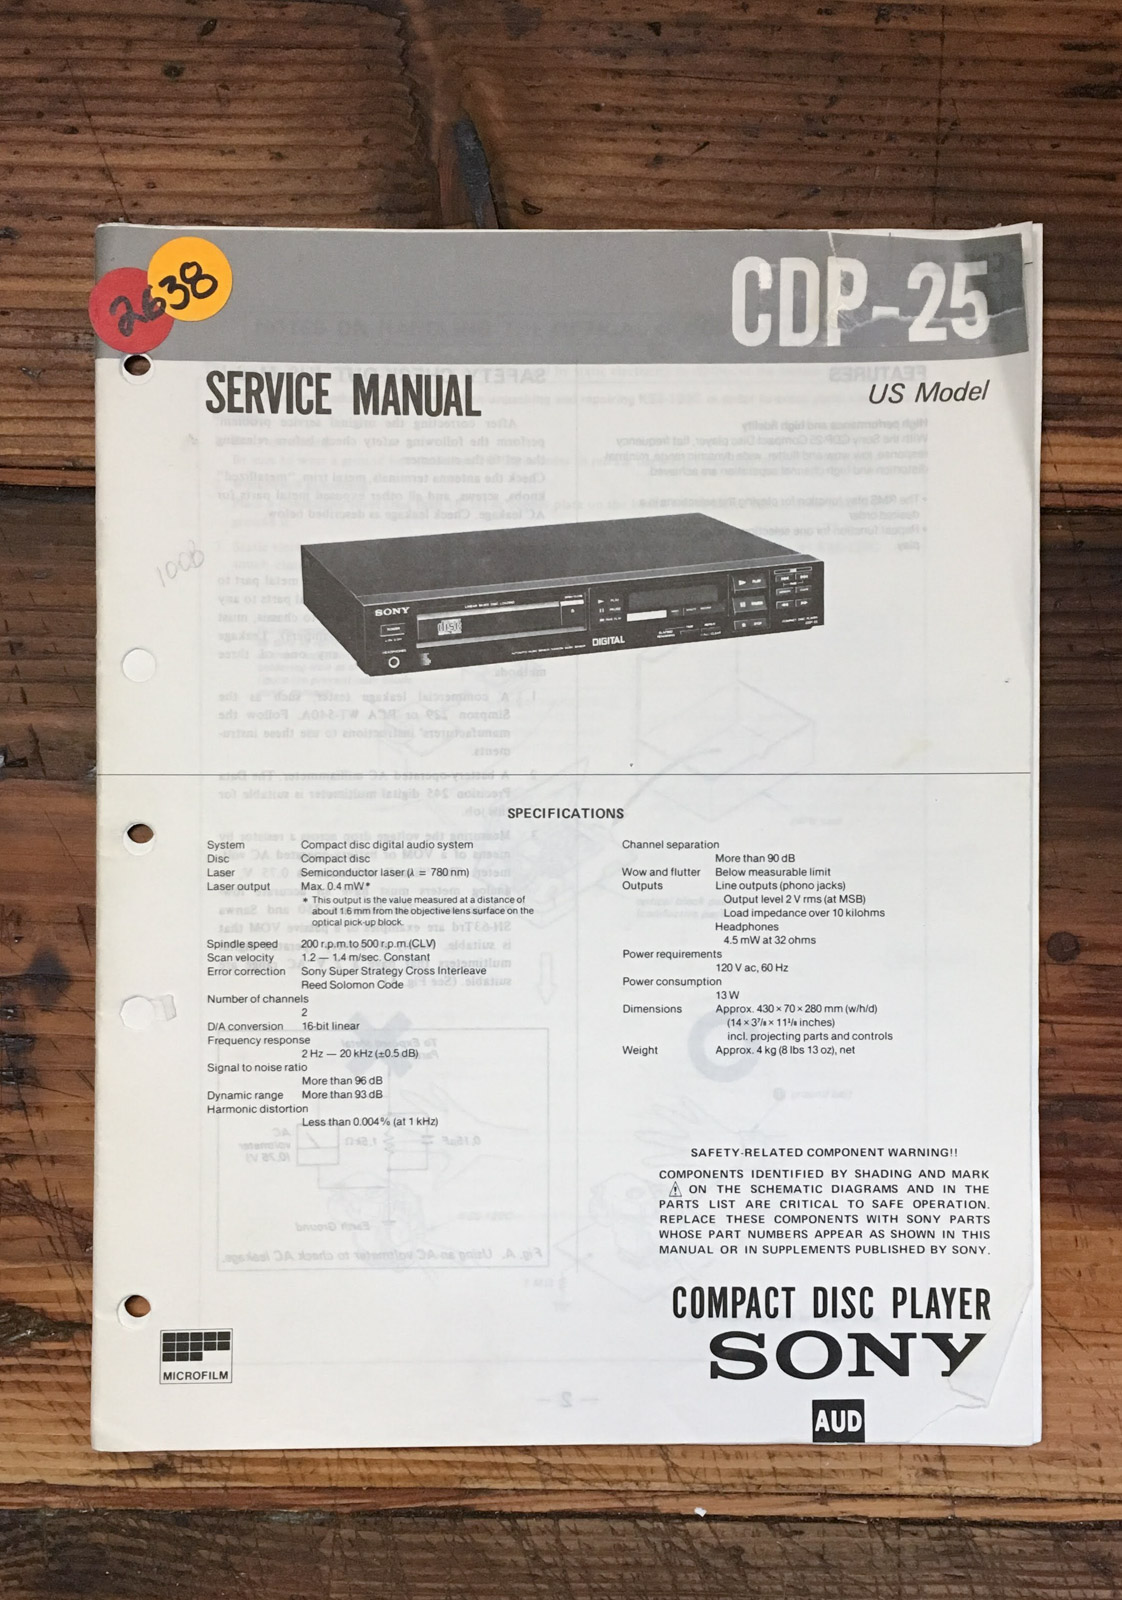 2638
CDP-25
SERVICE MANUAL
US Model
1000
SONY
DIGITAL
SPECIFICATIONS
System Compact disc digital audio system
Disc Compact disc
Laser Semiconductor laser (λ = 780 nm)
Laser output Max. 0.4 mW*
* This output is the value measured at a distance of
about 1.6 mm from the objective lens surface on the
optical pick-up block.
Spindle speed 200 r.p.m. to 500 r.p.m. (CLV)
Scan velocity 1.2 — 1.4 m/sec. Constant
Error correction Sony Super Strategy Cross Interleave
Reed Solomon Code
Number of channels
2
D/A conversion 16-bit linear
Frequency response
2 Hz — 20 kHz (±0.5 dB)
Signal to noise ratio
More than 96 dB
Dynamic range More than 93 dB
Harmonic distortion
Less than 0.004% (at 1 kHz)
Channel separation
More than 90 dB
Wow and flutter Below measurable limit
Outputs Line outputs (phono jacks)
Output level 2 V rms (at MSB)
Load impedance over 10 kilohms
Headphones
4.5 mW at 32 ohms
Power requirements
120 V ac, 60 Hz
Power consumption
13 W
Dimensions Approx. 430 × 70 × 280 mm (w/h/d)
(14 × 3⅞ × 11⅛ inches)
incl. projecting parts and controls
Weight Approx. 4 kg (8 lbs 13 oz), net
SAFETY-RELATED COMPONENT WARNING!!
COMPONENTS IDENTIFIED BY SHADING AND MARK
⚠ ON THE SCHEMATIC DIAGRAMS AND IN THE
PARTS LIST ARE CRITICAL TO SAFE OPERATION.
REPLACE THESE COMPONENTS WITH SONY PARTS
WHOSE PART NUMBERS APPEAR AS SHOWN IN THIS
MANUAL OR IN SUPPLEMENTS PUBLISHED BY SONY.
COMPACT DISC PLAYER
SONY
MICROFILM
AUD